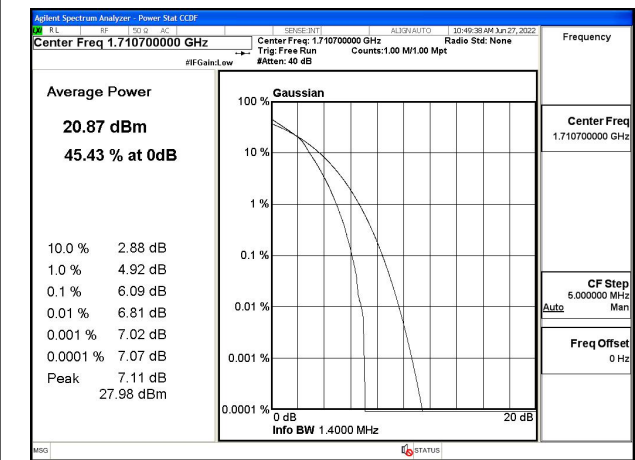 Agilent Spectrum Analyzer - Power Stat CCDF
LXI RL RF 50 Ω AC SENSE:INT ALIGNAUTO 10:49:38 AM Jun 27, 2022
Center Freq 1.710700000 GHz
Center Freq: 1.710700000 GHz Radio Std: None
Trig: Free Run Counts:1.00 M/1.00 Mpt
#IFGain:Low #Atten: 40 dB
Frequency
Average Power
20.87 dBm
45.43 % at 0dB
10.0 % 2.88 dB
1.0 % 4.92 dB
0.1 % 6.09 dB
0.01 % 6.81 dB
0.001 % 7.02 dB
0.0001 % 7.07 dB
Peak 7.11 dB
27.98 dBm
Gaussian
100 %
10 %
1 %
0.1 %
0.01 %
0.001 %
0.0001 %
0 dB 20 dB
Info BW 1.4000 MHz
Center Freq
1.710700000 GHz
CF Step
5.000000 MHz
Auto Man
Freq Offset
0 Hz
MSG STATUS